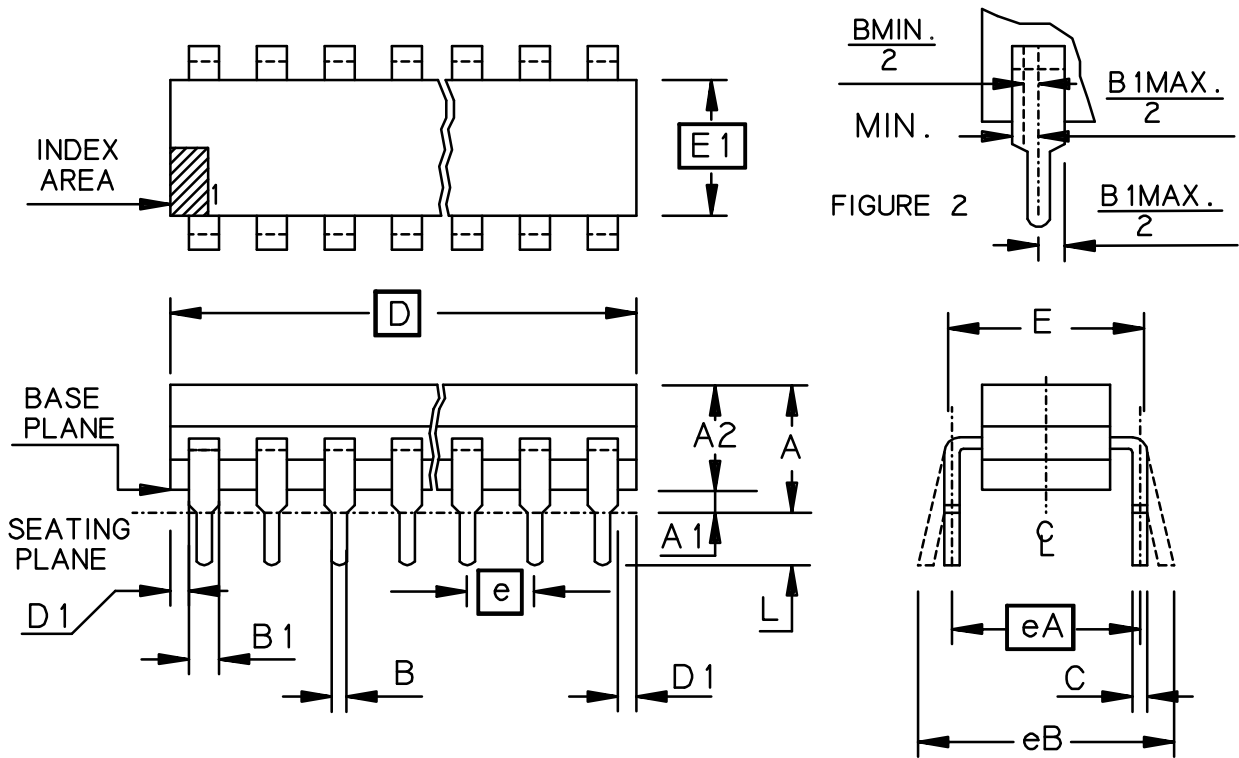 BMIN.
2
B1MAX.
2
MIN.
E1
INDEX
AREA
1
FIGURE 2
B1MAX.
2
D
E
BASE
PLANE
A2
A
SEATING
PLANE
A1
CL
e
L
D1
eA
B1
B
D1
C
eB